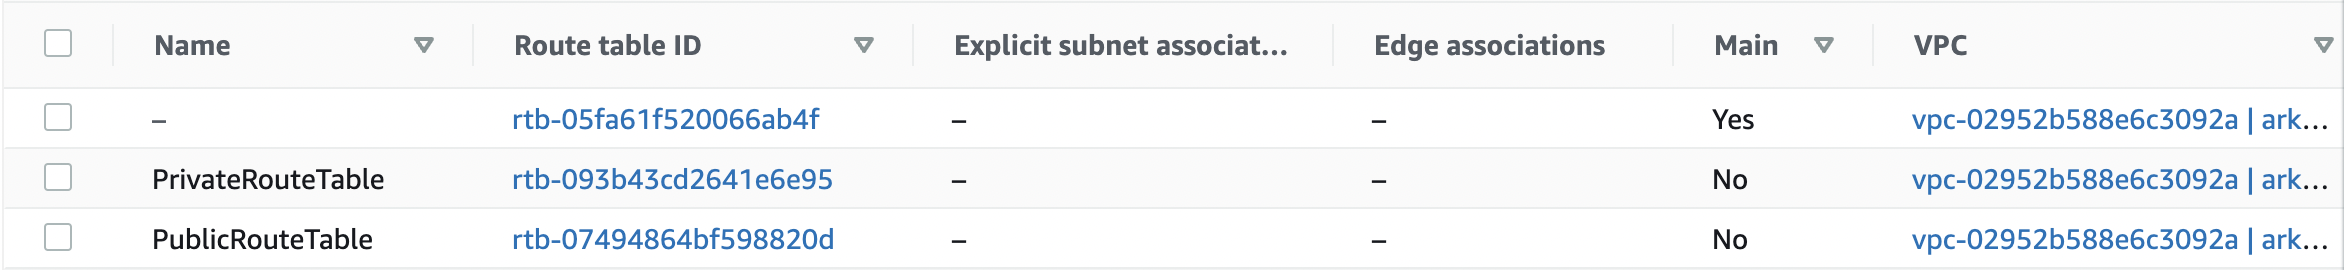 Name Route table ID Explicit subnet associat... Edge associations Main VPC
– rtb-05fa61f520066ab4f – – Yes vpc-02952b588e6c3092a | ark...
PrivateRouteTable rtb-093b43cd2641e6e95 – – No vpc-02952b588e6c3092a | ark...
PublicRouteTable rtb-07494864bf598820d – – No vpc-02952b588e6c3092a | ark...